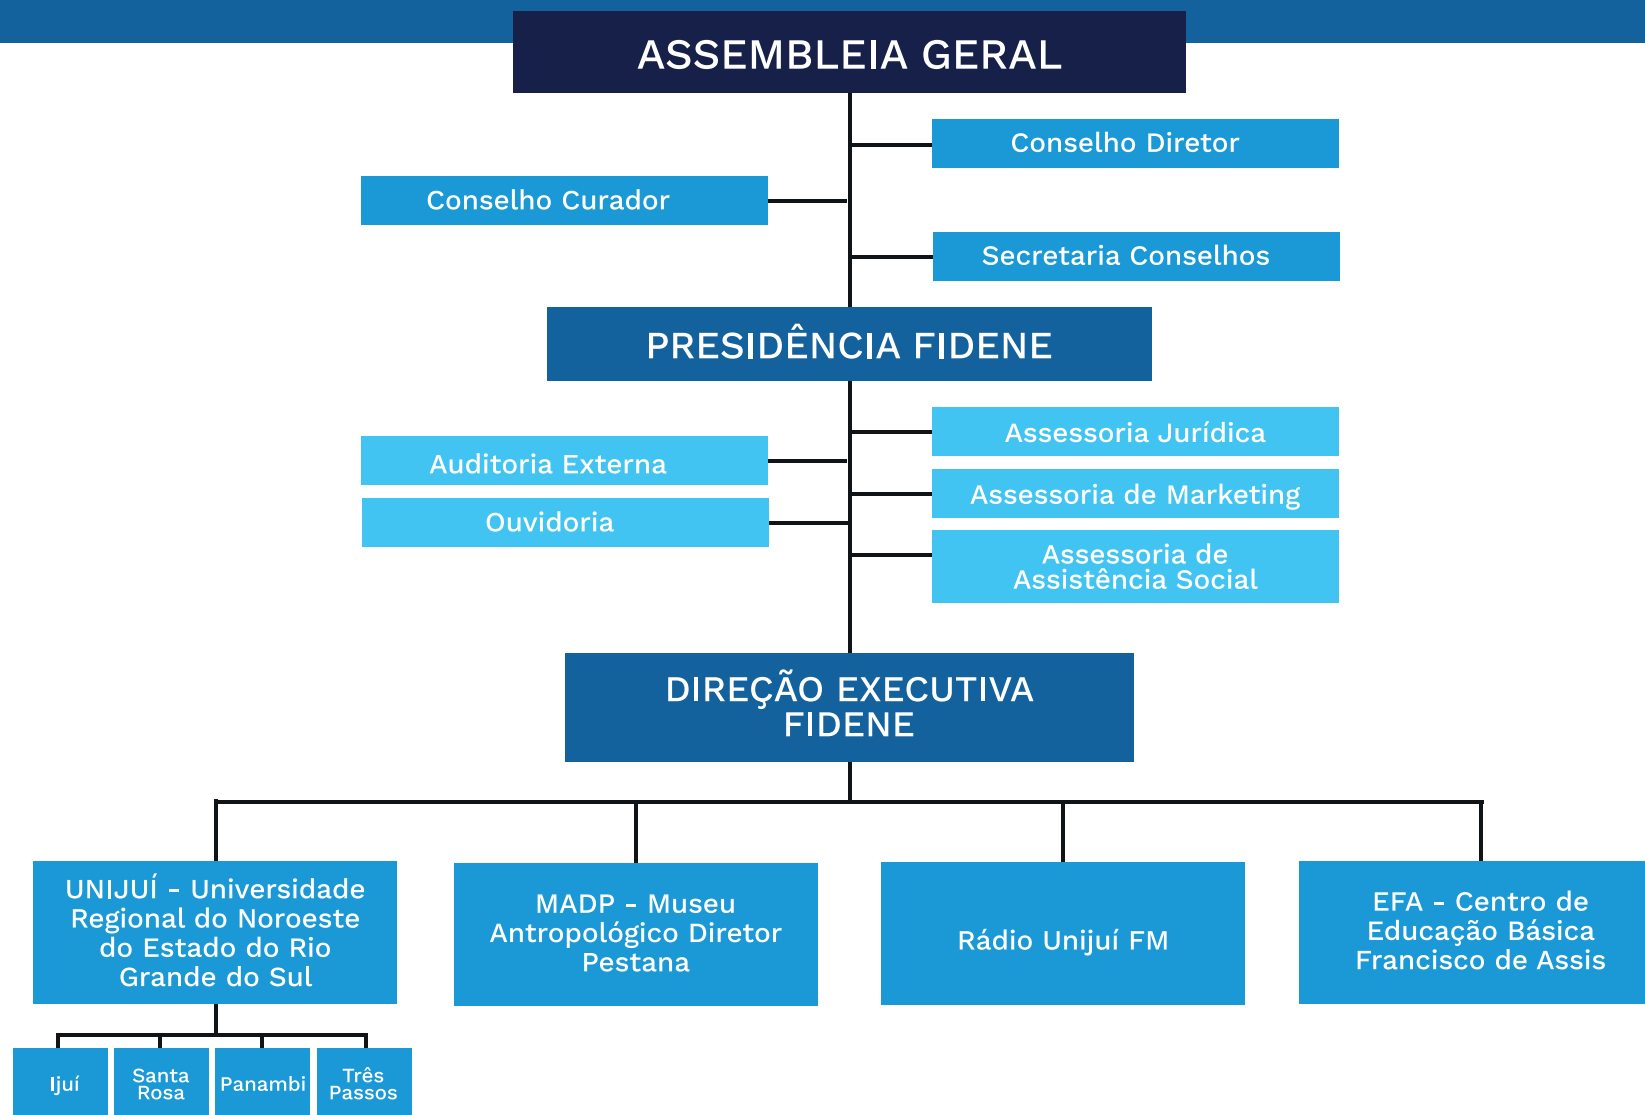 ASSEMBLEIA GERAL
Conselho Diretor
Conselho Curador
Secretaria Conselhos
PRESIDÊNCIA FIDENE
Assessoria Jurídica
Auditoria Externa
Assessoria de Marketing
Ouvidoria
Assessoria de
Assistência Social
DIREÇÃO EXECUTIVA
FIDENE
UNIJUÍ - Universidade
Regional do Noroeste
do Estado do Rio
Grande do Sul
MADP - Museu
Antropológico Diretor
Pestana
Rádio Unijuí FM
EFA - Centro de
Educação Básica
Francisco de Assis
Ijuí
Santa
Rosa
Panambi
Três
Passos